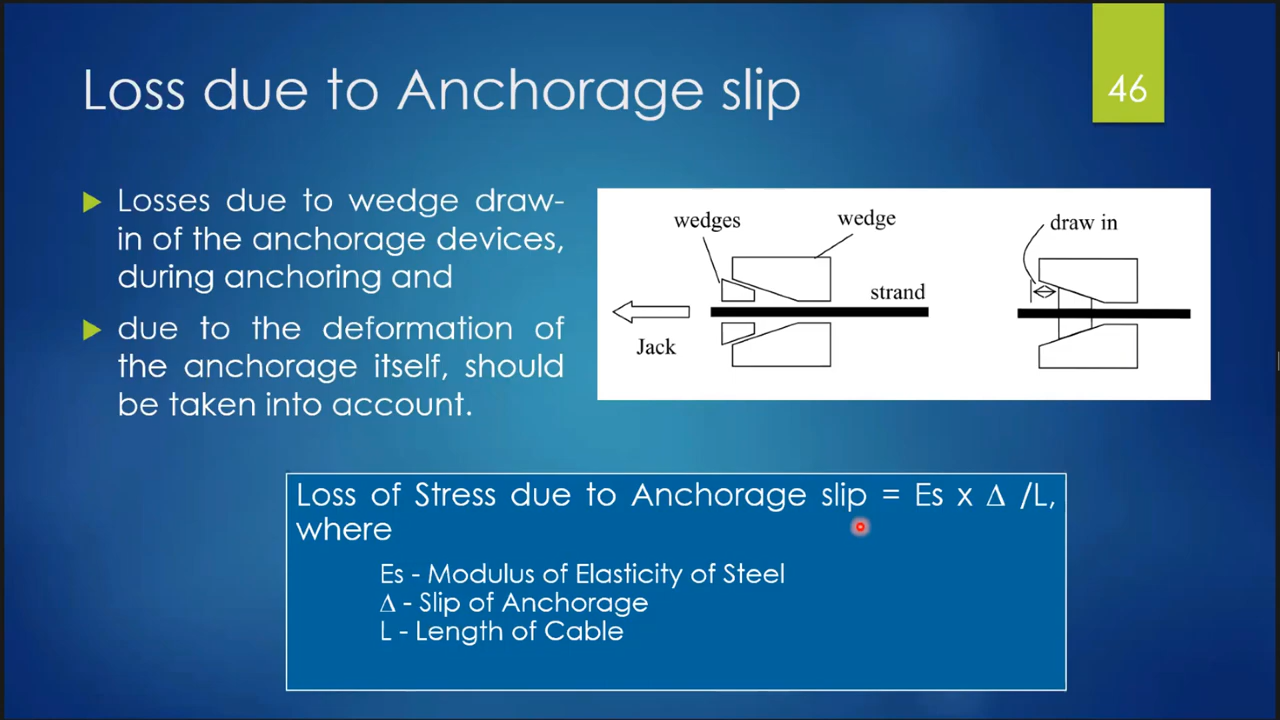 Loss due to Anchorage slip
46
Losses due to wedge draw-
in of the anchorage devices,
during anchoring and
due to the deformation of
the anchorage itself, should
be taken into account.
wedges
wedge
strand
Jack
draw in
Loss of Stress due to Anchorage slip = Es x Δ /L,
where
Es - Modulus of Elasticity of Steel
Δ - Slip of Anchorage
L - Length of Cable